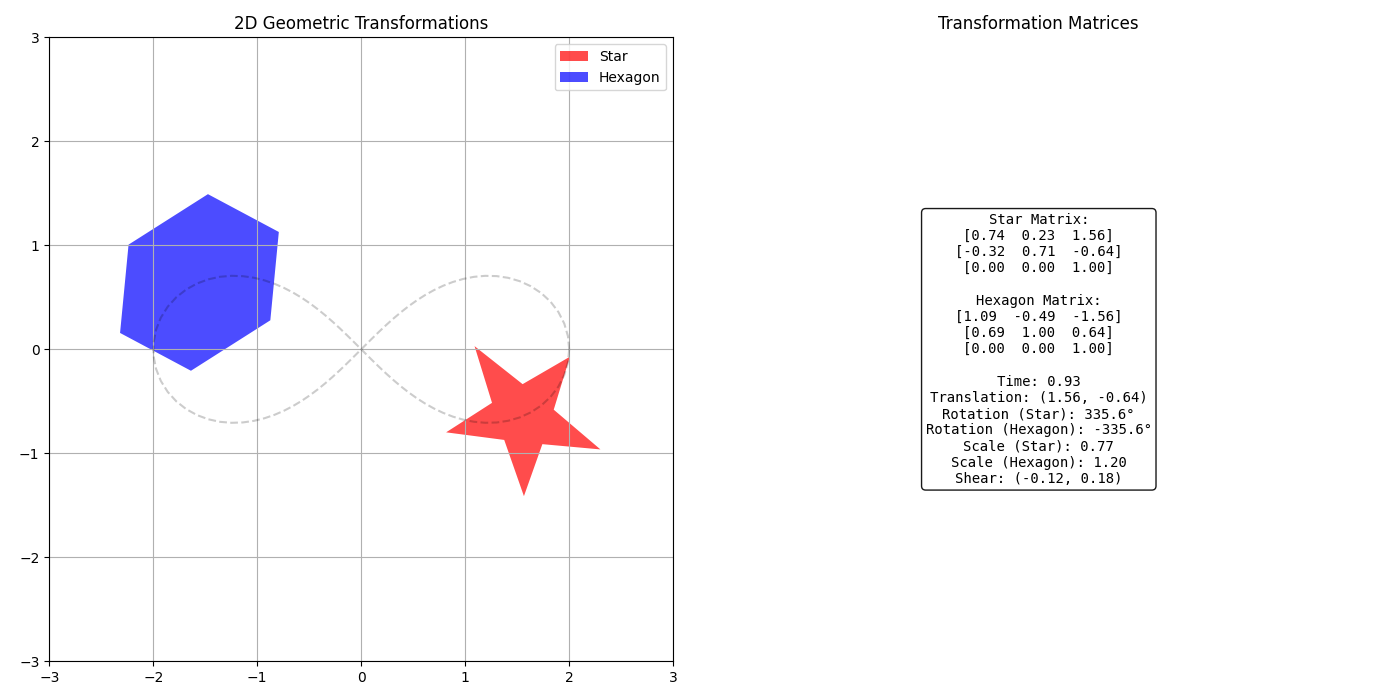 2D Geometric Transformations
3
2
1
0
−1
−2
−3
−3 −2 −1 0 1 2 3
Star
Hexagon
Transformation Matrices
Star Matrix:
[0.74  0.23  1.56]
[-0.32  0.71  -0.64]
[0.00  0.00  1.00]
Hexagon Matrix:
[1.09  -0.49  -1.56]
[0.69  1.00  0.64]
[0.00  0.00  1.00]
Time: 0.93
Translation: (1.56, -0.64)
Rotation (Star): 335.6°
Rotation (Hexagon): -335.6°
Scale (Star): 0.77
Scale (Hexagon): 1.20
Shear: (-0.12, 0.18)